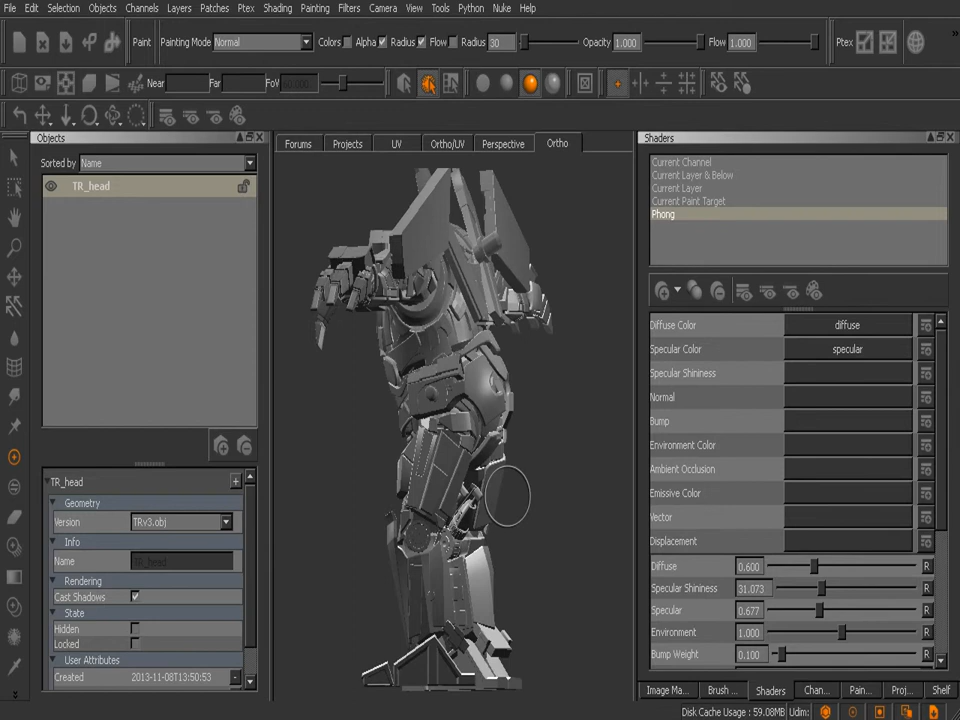 File Edit Selection Objects Channels Layers Patches Ptex Shading Painting Filters Camera View Tools Python Nuke Help
Paint Painting Mode Normal Colors Alpha Radius Flow Radius 30 Opacity 1.000 Flow 1.000 Ptex
Near Far FoV
Objects
Sorted by Name
TR_head
TR_head
Geometry
Version TRv3.obj
Info
Name TR_head
Rendering
Cast Shadows
State
Hidden
Locked
User Attributes
Created 2013-11-08T13:50:53
Forums Projects UV Ortho/UV Perspective Ortho
Shaders
Current Channel
Current Layer & Below
Current Layer
Current Paint Target
Phong
Diffuse Color diffuse
Specular Color specular
Specular Shininess
Normal
Bump
Environment Color
Ambient Occlusion
Emissive Color
Vector
Displacement
Diffuse 0.600 R
Specular Shininess 31.073 R
Specular 0.677 R
Environment 1.000 R
Bump Weight 0.100 R
Image Ma... Brush ... Shaders Chan... Pain... Proj... Shelf
Disk Cache Usage : 59.08MB Udim: